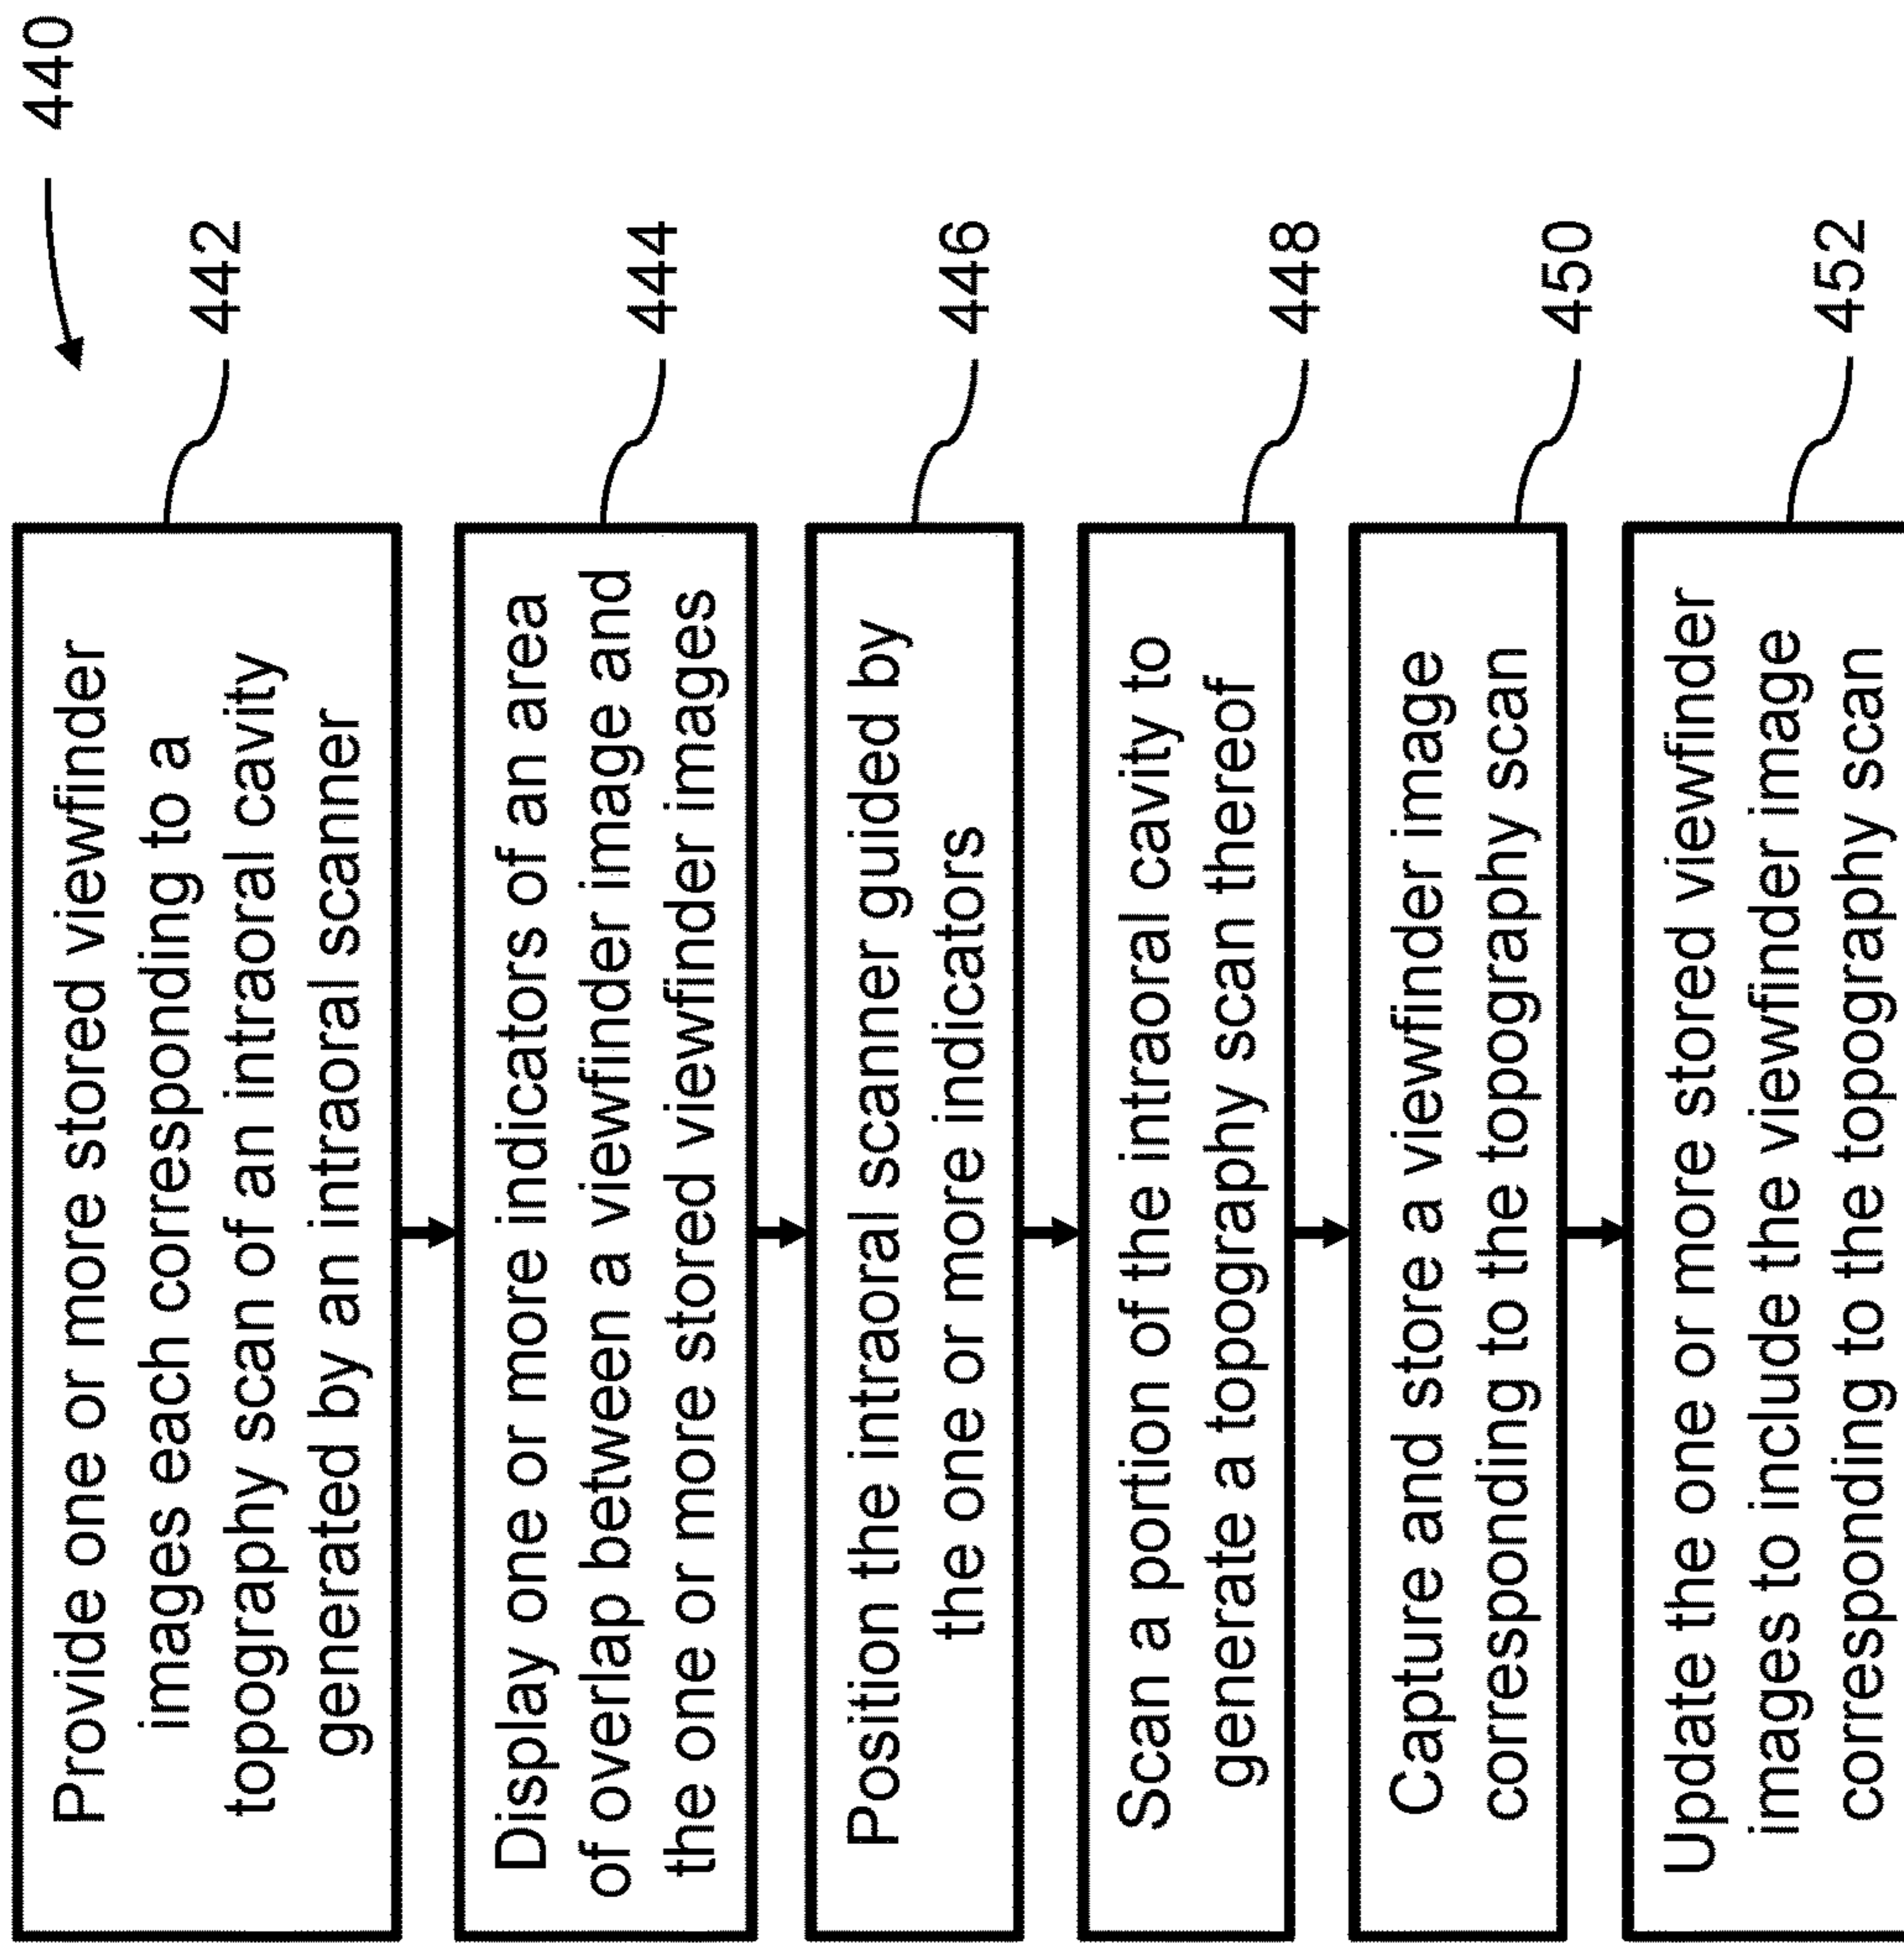 440
Provide one or more stored viewfinder
images each corresponding to a
topography scan of an intraoral cavity
generated by an intraoral scanner
442
Display one or more indicators of an area
of overlap between a viewfinder image and
the one or more stored viewfinder images
444
Position the intraoral scanner guided by
the one or more indicators
446
Scan a portion of the intraoral cavity to
generate a topography scan thereof
448
Capture and store a viewfinder image
corresponding to the topography scan
450
Update the one or more stored viewfinder
images to include the viewfinder image
corresponding to the topography scan
452